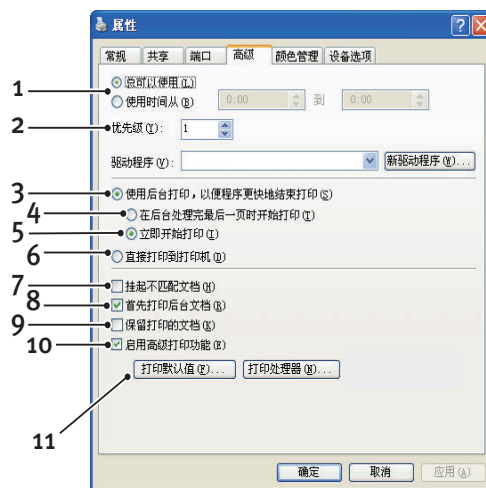 属性
常规 共享 端口 高级 颜色管理 设备选项
1 总可以使用(L)
使用时间从(B) 0:00 到 0:00
2 优先级(Y): 1
驱动程序(V): 新驱动程序(W)...
3 使用后台打印，以便程序更快地结束打印(S)
4 在后台处理完最后一页时开始打印(T)
5 立即开始打印(I)
6 直接打印到打印机(D)
7 挂起不匹配文档(H)
8 首先打印后台文档(R)
9 保留打印的文档(K)
10 启用高级打印功能(E)
打印默认值(F)... 打印处理器(N)...
11
确定 取消 应用(A)